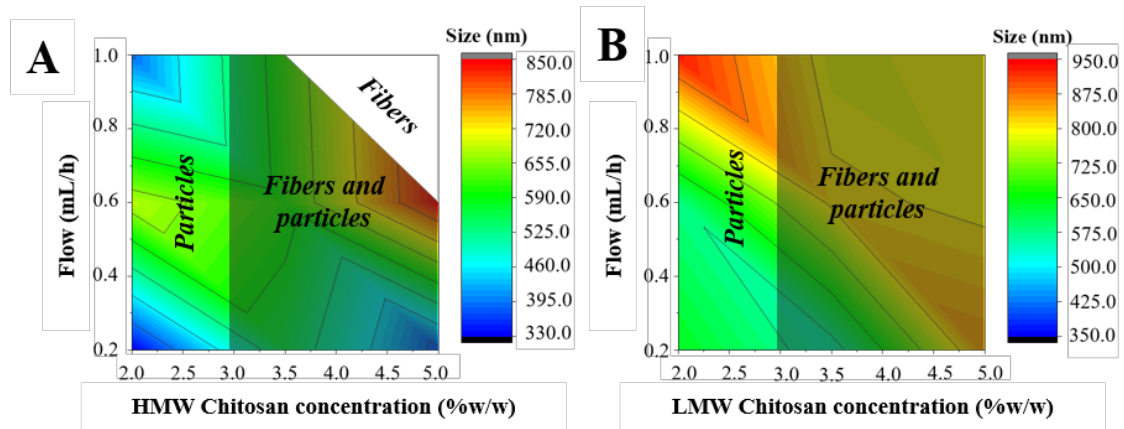 A
Size (nm)
1.0
0.8
0.6
0.4
0.2
Flow (mL/h)
Particles
Fibers and
particles
Fibers
850.0
785.0
720.0
655.0
590.0
525.0
460.0
395.0
330.0
2.0 2.5 3.0 3.5 4.0 4.5 5.0
HMW Chitosan concentration (%w/w)
B
Size (nm)
1.0
0.8
0.6
0.4
0.2
Flow (mL/h)
Particles
Fibers and
particles
950.0
875.0
800.0
725.0
650.0
575.0
500.0
425.0
350.0
2.0 2.5 3.0 3.5 4.0 4.5 5.0
LMW Chitosan concentration (%w/w)